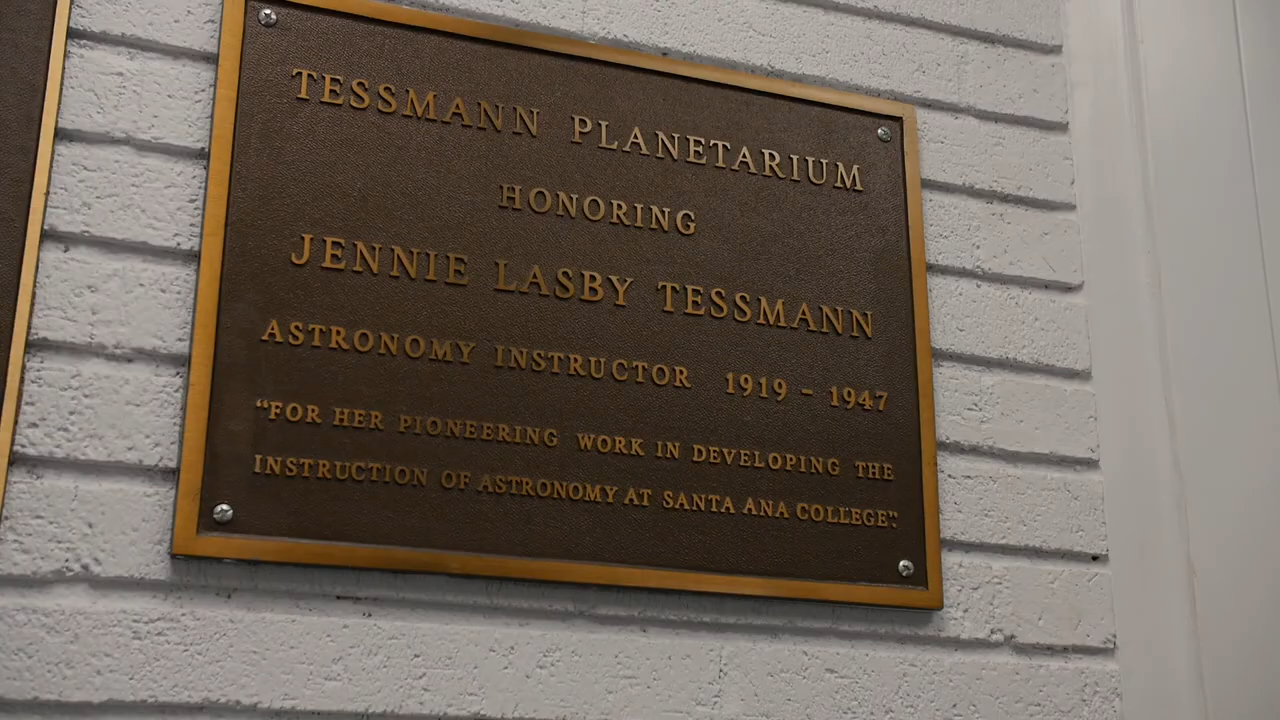 TESSMANN PLANETARIUM
HONORING
JENNIE LASBY TESSMANN
ASTRONOMY INSTRUCTOR 1919 - 1947
“FOR HER PIONEERING WORK IN DEVELOPING THE
INSTRUCTION OF ASTRONOMY AT SANTA ANA COLLEGE”.